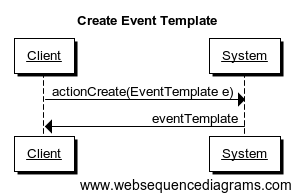 Create Event Template
Client System
actionCreate(EventTemplate e)
eventTemplate
Client System
www.websequencediagrams.com